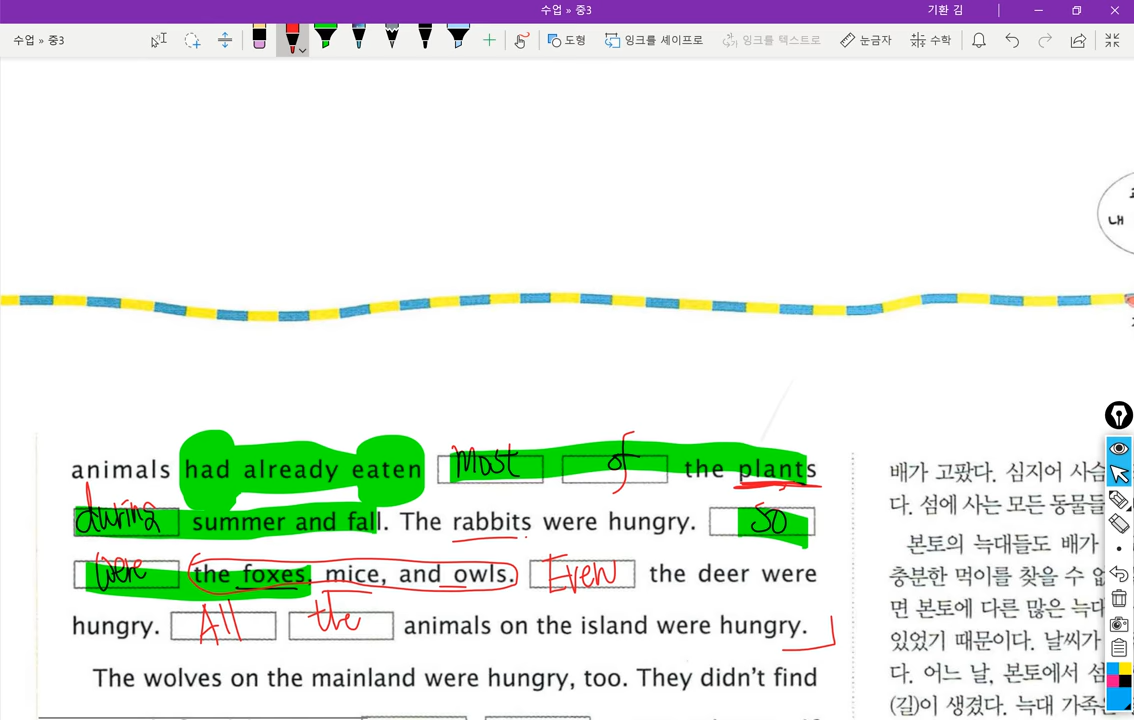 수업 » 중3
기환 김
수업 » 중3
도형
잉크를 셰이프로
잉크를 텍스트로
눈금자
수학
내
animals had already eaten Most of the plants
during summer and fall. The rabbits were hungry. So
were the foxes, mice, and owls. Even the deer were
hungry. All the animals on the island were hungry.
The wolves on the mainland were hungry, too. They didn't find
배가 고팠다. 심지어 사슴
다. 섬에 사는 모든 동물들
본토의 늑대들도 배가
충분한 먹이를 찾을 수 없
면 본토에 다른 많은 늑대
있었기 때문이다. 날씨가
다. 어느 날, 본토에서 섬
(길)이 생겼다. 늑대 가족은